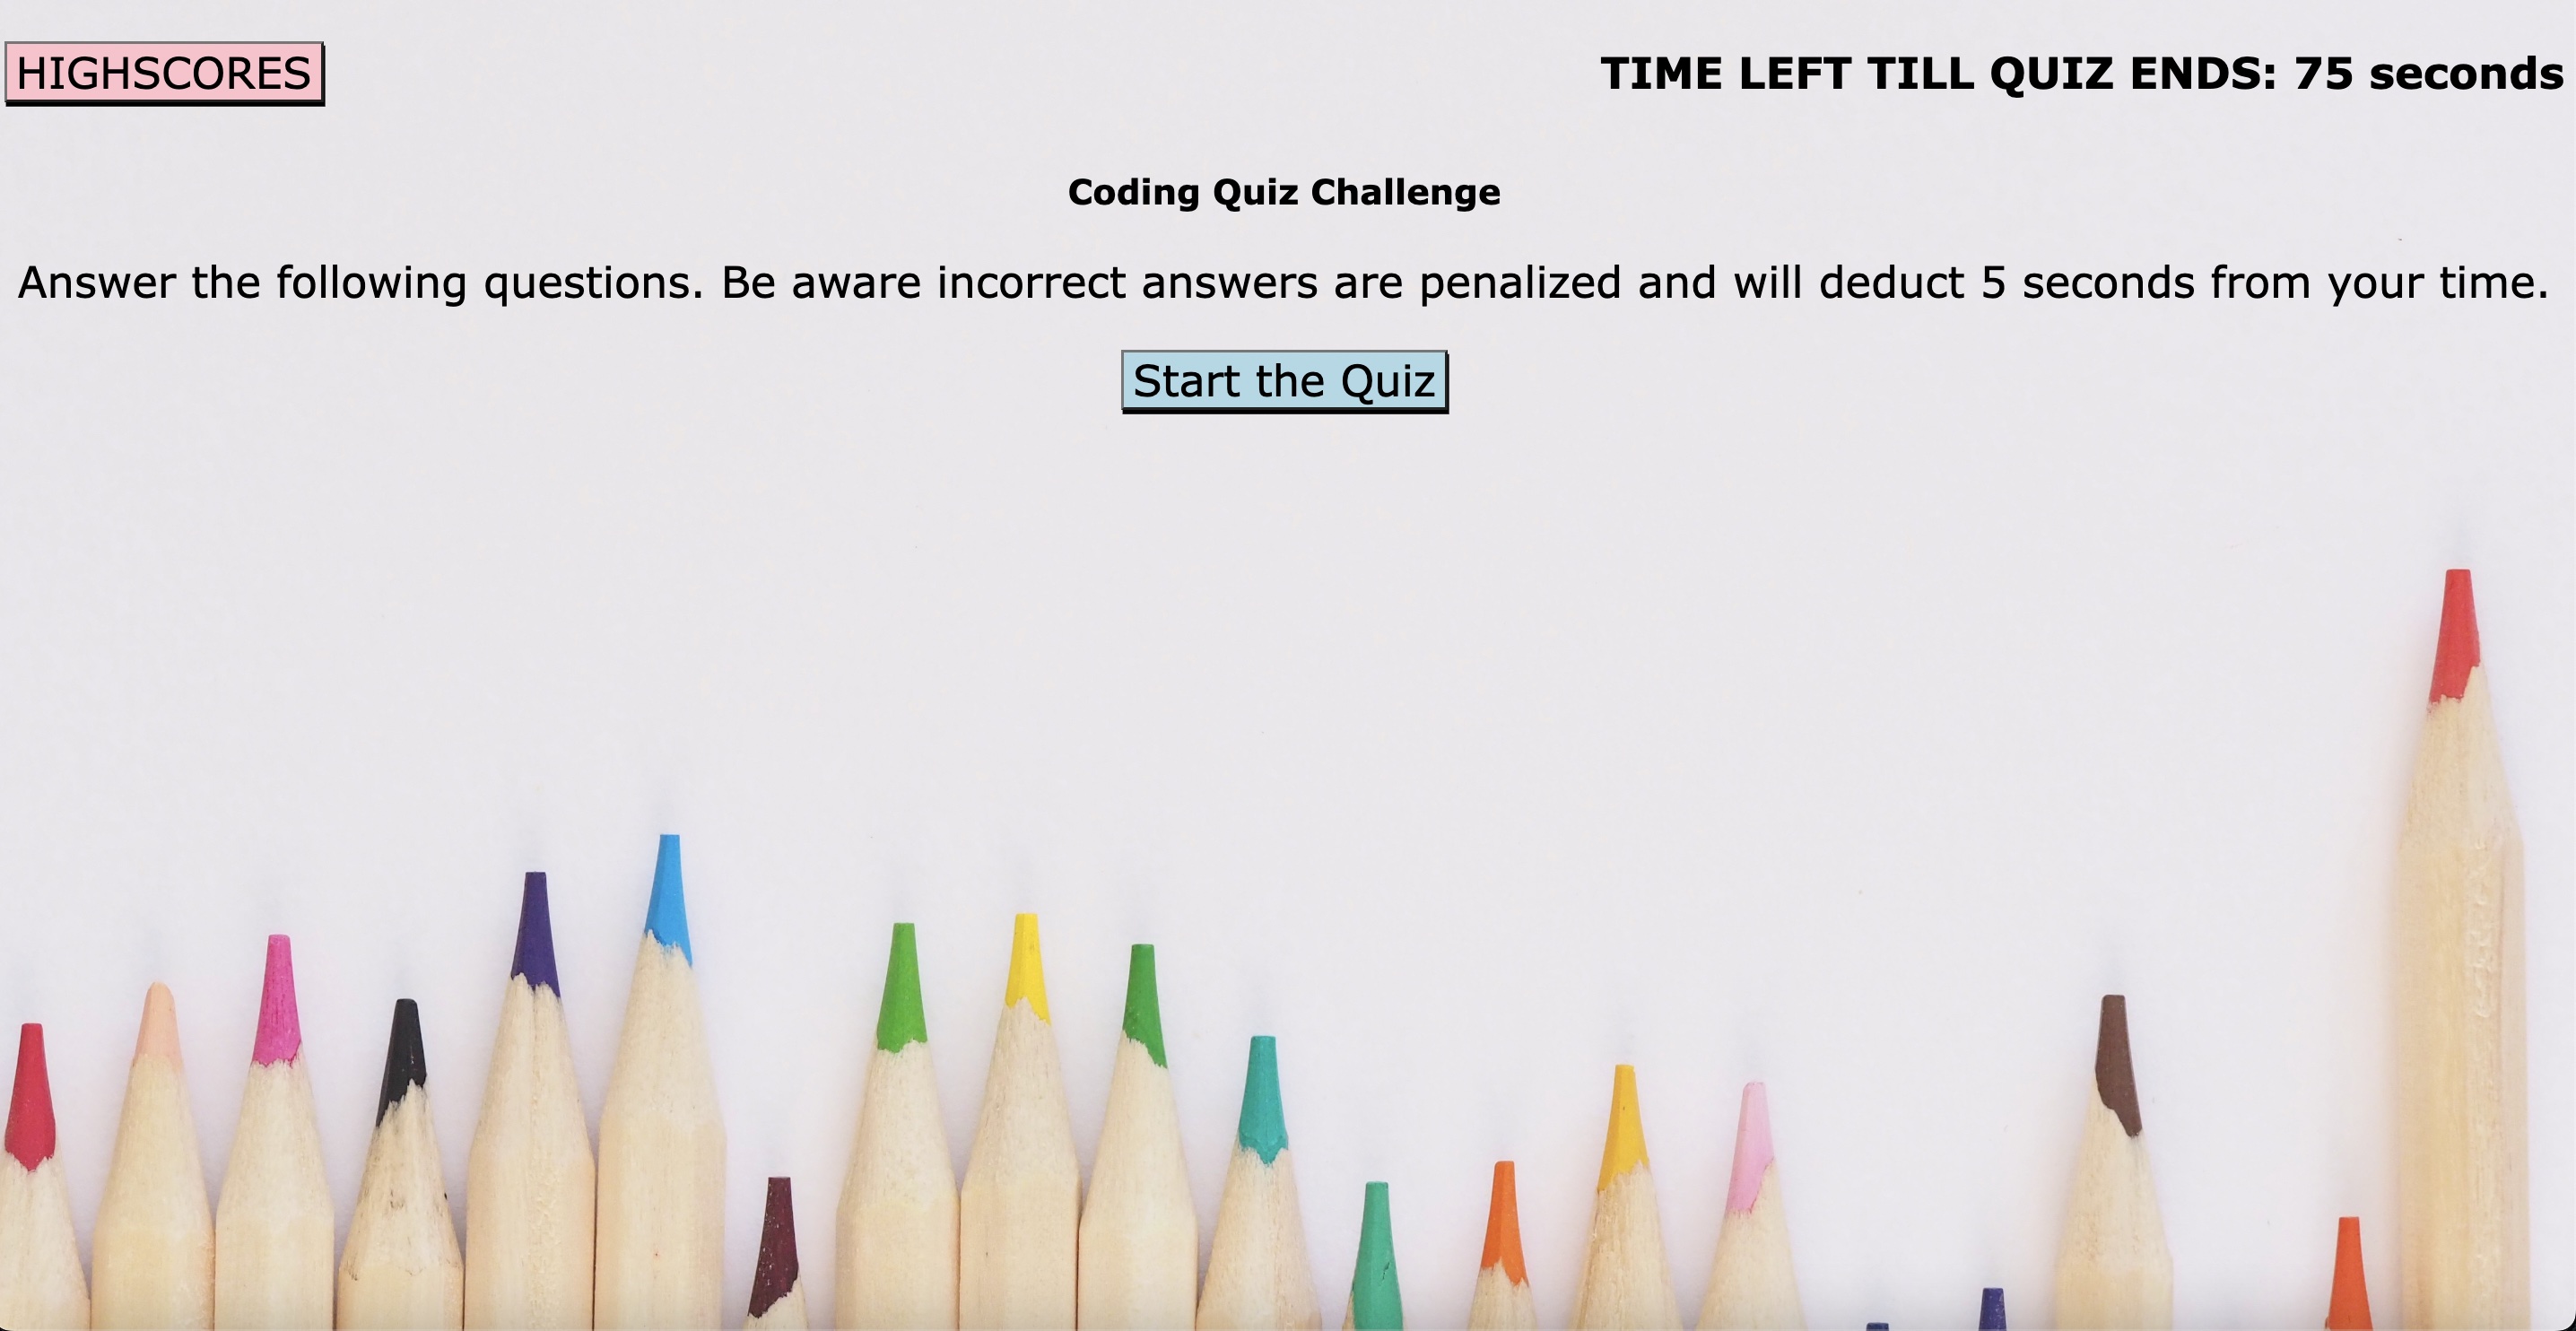 HIGHSCORES
TIME LEFT TILL QUIZ ENDS: 75 seconds
Coding Quiz Challenge
Answer the following questions. Be aware incorrect answers are penalized and will deduct 5 seconds from your time.
Start the Quiz